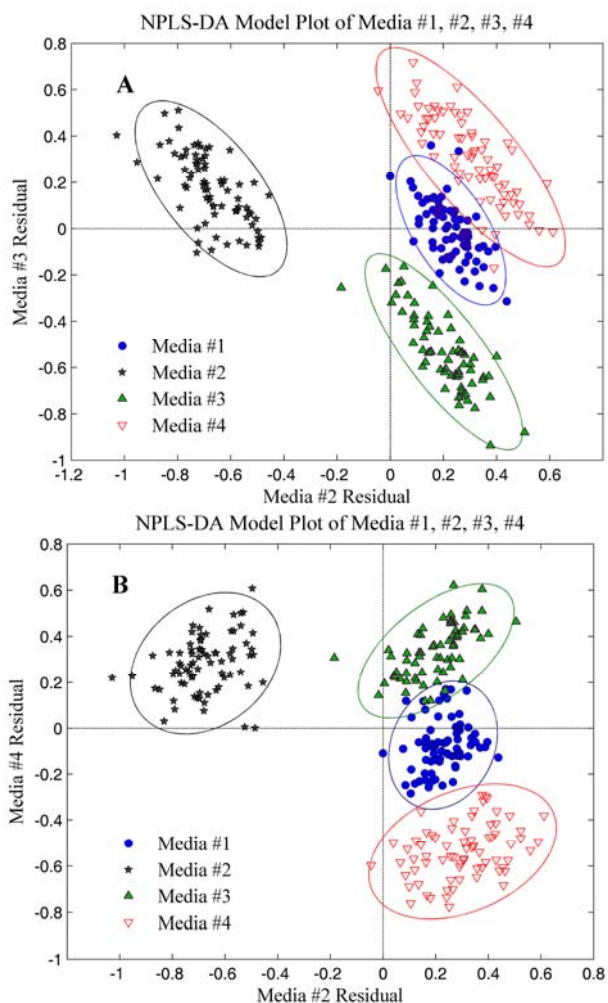 NPLS-DA Model Plot of Media #1, #2, #3, #4
A
0.8
0.6
0.4
0.2
0
-0.2
-0.4
-0.6
-0.8
-1
Media #3 Residual
Media #1
Media #2
Media #3
Media #4
-1.2 -1 -0.8 -0.6 -0.4 -0.2 0 0.2 0.4 0.6
Media #2 Residual
NPLS-DA Model Plot of Media #1, #2, #3, #4
B
0.8
0.6
0.4
0.2
0
-0.2
-0.4
-0.6
-0.8
-1
Media #4 Residual
Media #1
Media #2
Media #3
Media #4
-1 -0.8 -0.6 -0.4 -0.2 0 0.2 0.4 0.6 0.8
Media #2 Residual